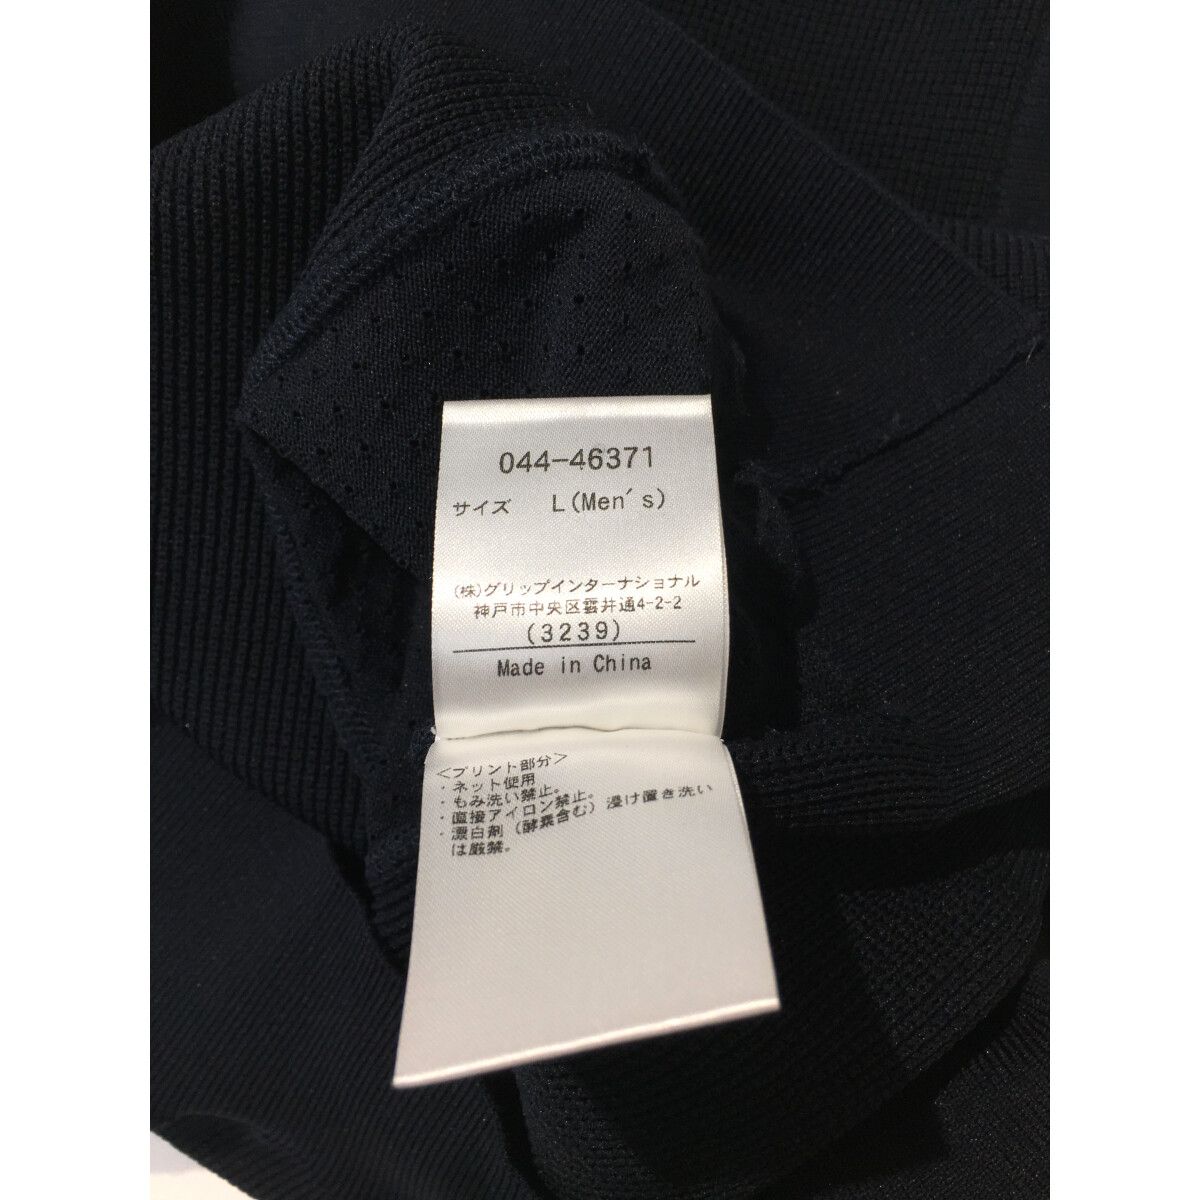 044-46371
サイズ L(Men's)
(株)グリップインターナショナル
神戸市中央区雲井通4-2-2
(3239)
Made in China
<プリント部分>
・ネット使用
・もみ洗い禁止。
・直接アイロン禁止。
・漂白剤(酵素含む)浸け置き洗い
は厳禁。